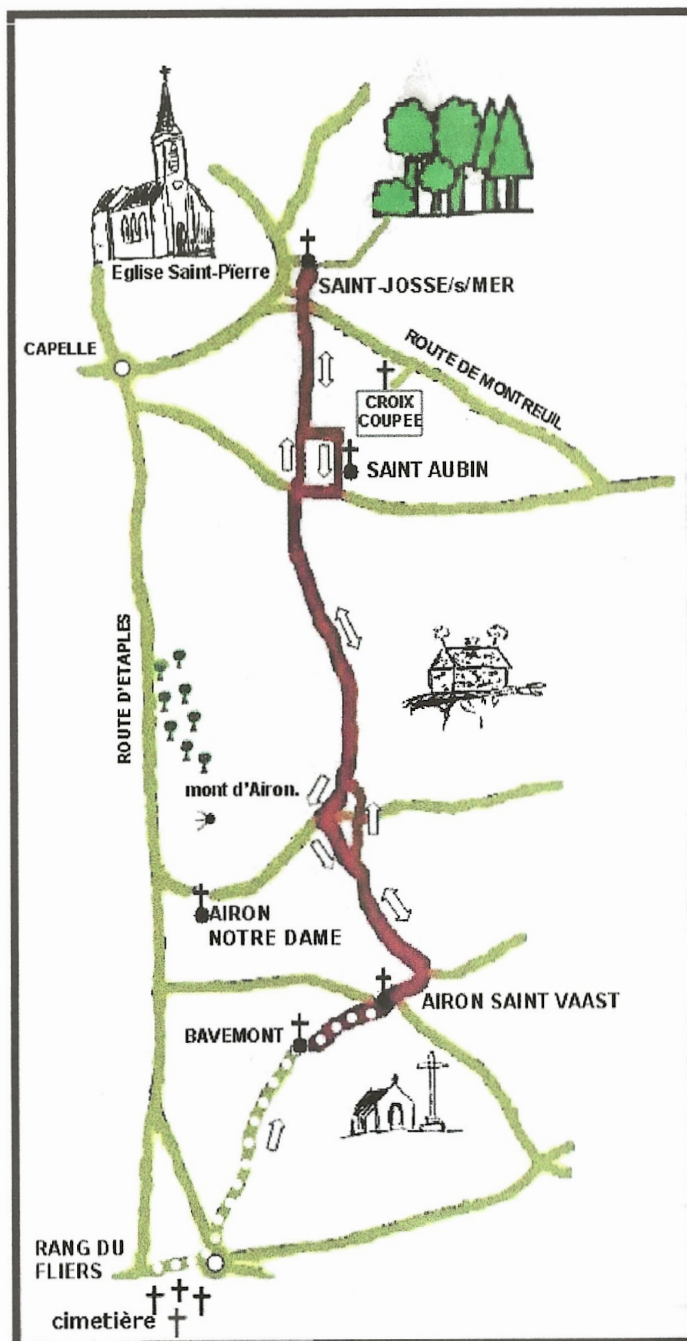 Eglise Saint-Pïerre
SAINT-JOSSE/s/MER
CAPELLE
ROUTE DE MONTREUIL
CROIX
COUPEE
SAINT AUBIN
ROUTE D'ETAPLES
mont d'Airon.
AIRON
NOTRE DAME
AIRON SAINT VAAST
BAVEMONT
RANG DU
FLIERS
cimetière